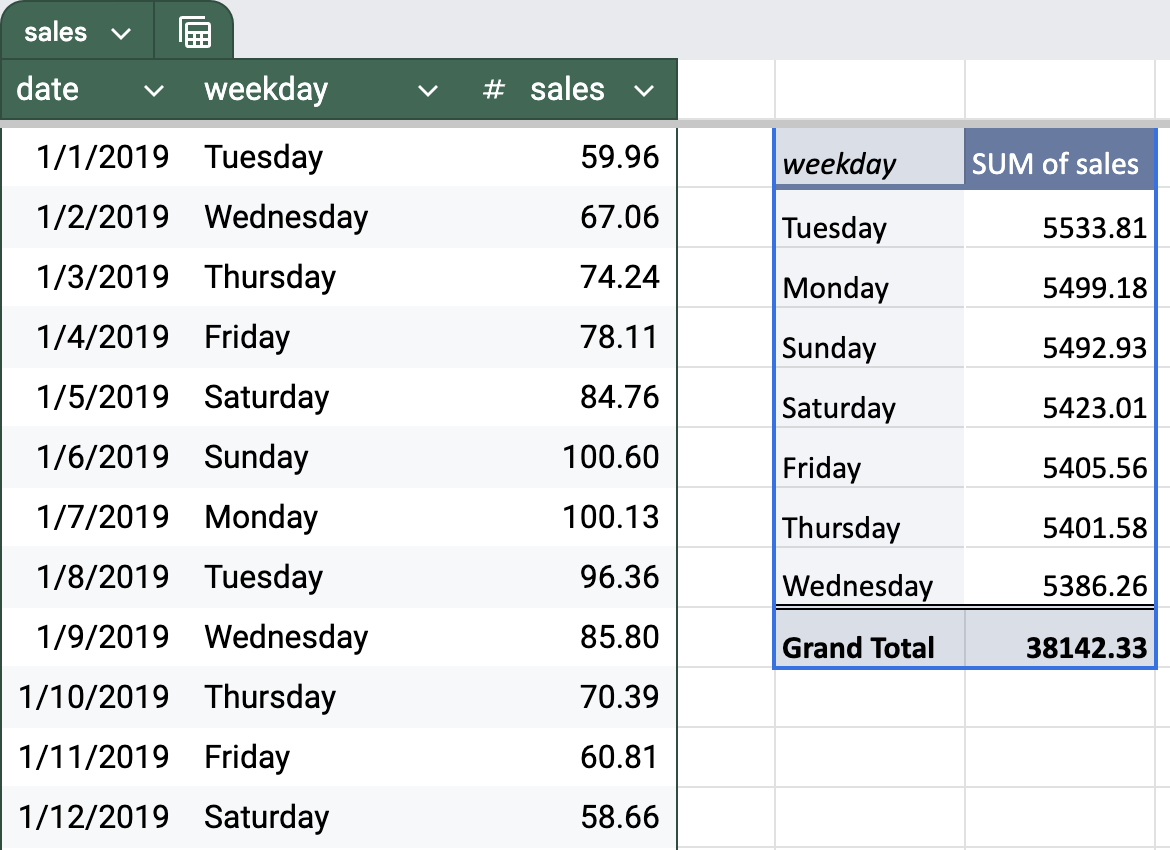 sales
date weekday # sales
1/1/2019 Tuesday 59.96
1/2/2019 Wednesday 67.06
1/3/2019 Thursday 74.24
1/4/2019 Friday 78.11
1/5/2019 Saturday 84.76
1/6/2019 Sunday 100.60
1/7/2019 Monday 100.13
1/8/2019 Tuesday 96.36
1/9/2019 Wednesday 85.80
1/10/2019 Thursday 70.39
1/11/2019 Friday 60.81
1/12/2019 Saturday 58.66
weekday SUM of sales
Tuesday 5533.81
Monday 5499.18
Sunday 5492.93
Saturday 5423.01
Friday 5405.56
Thursday 5401.58
Wednesday 5386.26
Grand Total 38142.33